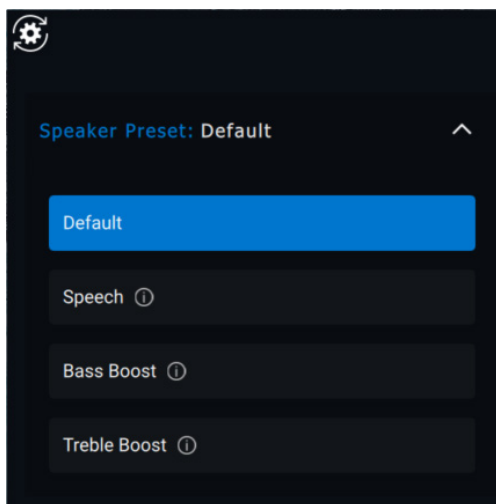 Speaker Preset: Default
Default
Speech
Bass Boost
Treble Boost